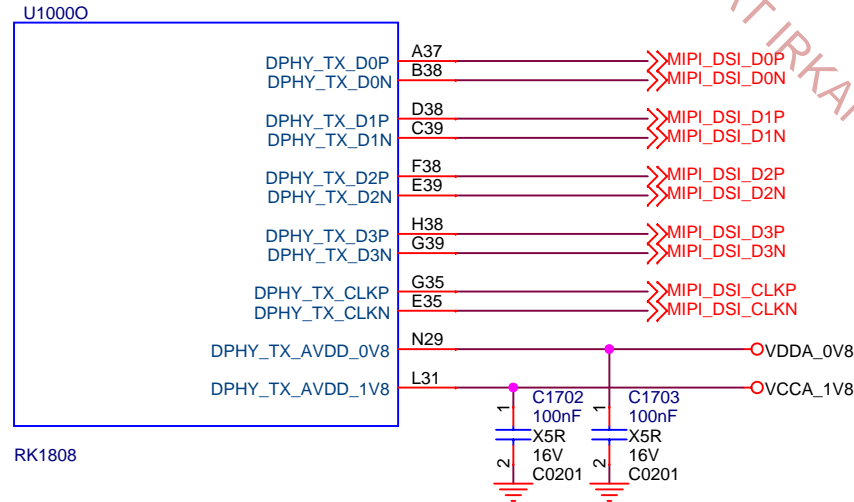 U1000O
DPHY_TX_D0P A37 MIPI_DSI_D0P
DPHY_TX_D0N B38 MIPI_DSI_D0N
DPHY_TX_D1P D38 MIPI_DSI_D1P
DPHY_TX_D1N C39 MIPI_DSI_D1N
DPHY_TX_D2P F38 MIPI_DSI_D2P
DPHY_TX_D2N E39 MIPI_DSI_D2N
DPHY_TX_D3P H38 MIPI_DSI_D3P
DPHY_TX_D3N G39 MIPI_DSI_D3N
DPHY_TX_CLKP G35 MIPI_DSI_CLKP
DPHY_TX_CLKN E35 MIPI_DSI_CLKN
DPHY_TX_AVDD_0V8 N29 VDDA_0V8
DPHY_TX_AVDD_1V8 L31 VCCA_1V8
1 C1702 1 C1703
100nF 100nF
X5R X5R
2 16V 2 16V
C0201 C0201
RK1808